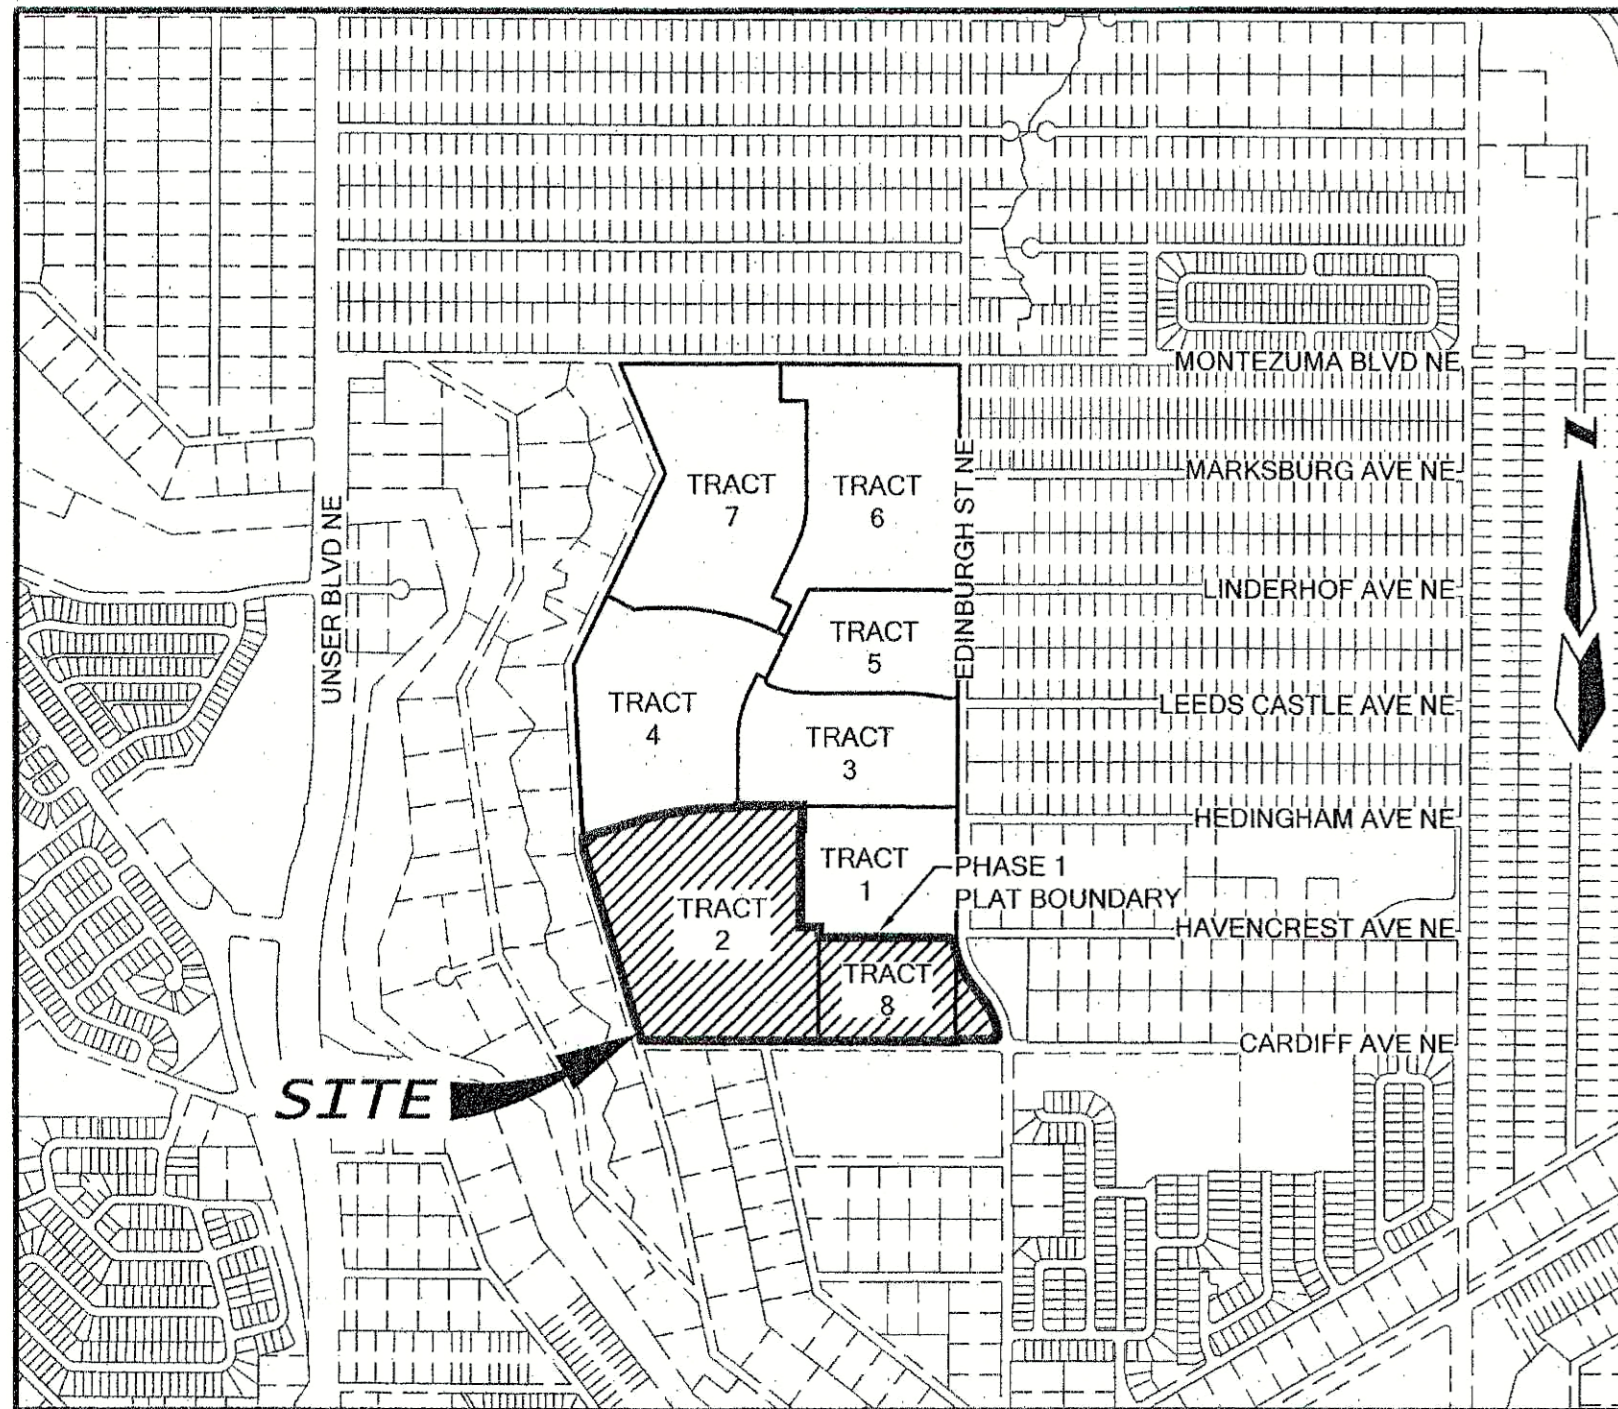 MONTEZUMA BLVD NE
N
MARKSBURG AVE NE
UNSER BLVD NE
EDINBURGH ST NE
TRACT
7
TRACT
6
LINDERHOF AVE NE
TRACT
5
LEEDS CASTLE AVE NE
TRACT
4
TRACT
3
HEDINGHAM AVE NE
TRACT
1
PHASE 1
PLAT BOUNDARY
TRACT
2
HAVENCREST AVE NE
TRACT
8
CARDIFF AVE NE
SITE